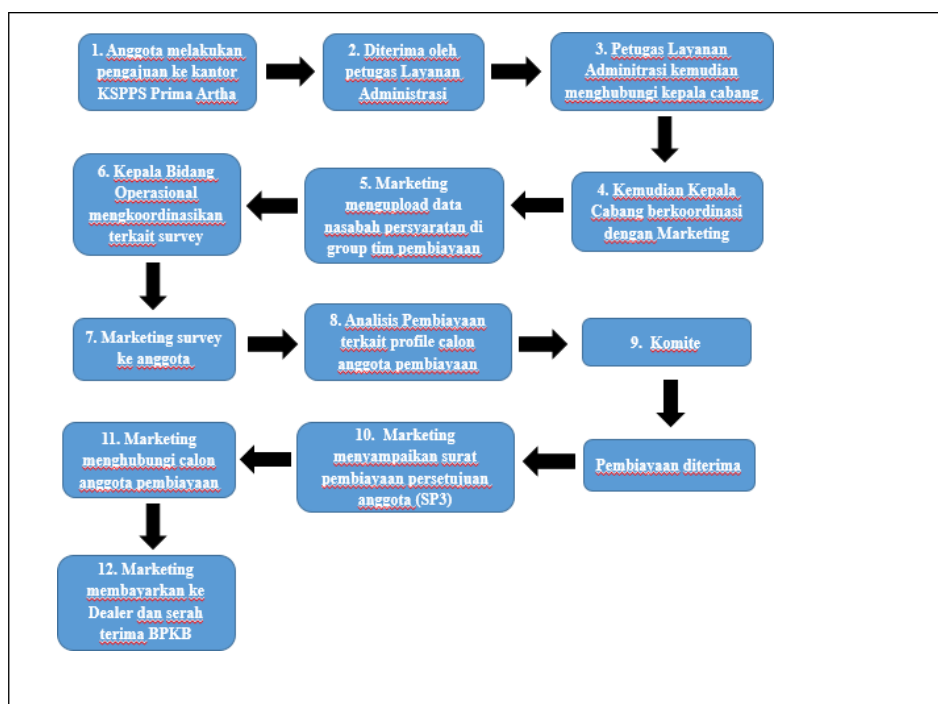 1. Anggota melakukan
pengajuan ke kantor
KSPPS Prima Artha
2. Diterima oleh
petugas Layanan
Administrasi
3. Petugas Layanan
Adminitrasi kemudian
menghubungi kepala cabang
4. Kemudian Kepala
Cabang berkoordinasi
dengan Marketing
5. Marketing
mengupload data
nasabah persyaratan di
group tim pembiayaan
6. Kepala Bidang
Operasional
mengkoordinasikan
terkait survey
7. Marketing survey
ke anggota
8. Analisis Pembiayaan
terkait profile calon
anggota pembiayaan
9. Komite
Pembiayaan diterima
10. Marketing
menyampaikan surat
pembiayaan persetujuan
anggota (SP3)
11. Marketing
menghubungi calon
anggota pembiayaan
12. Marketing
membayarkan ke
Dealer dan serah
terima BPKB